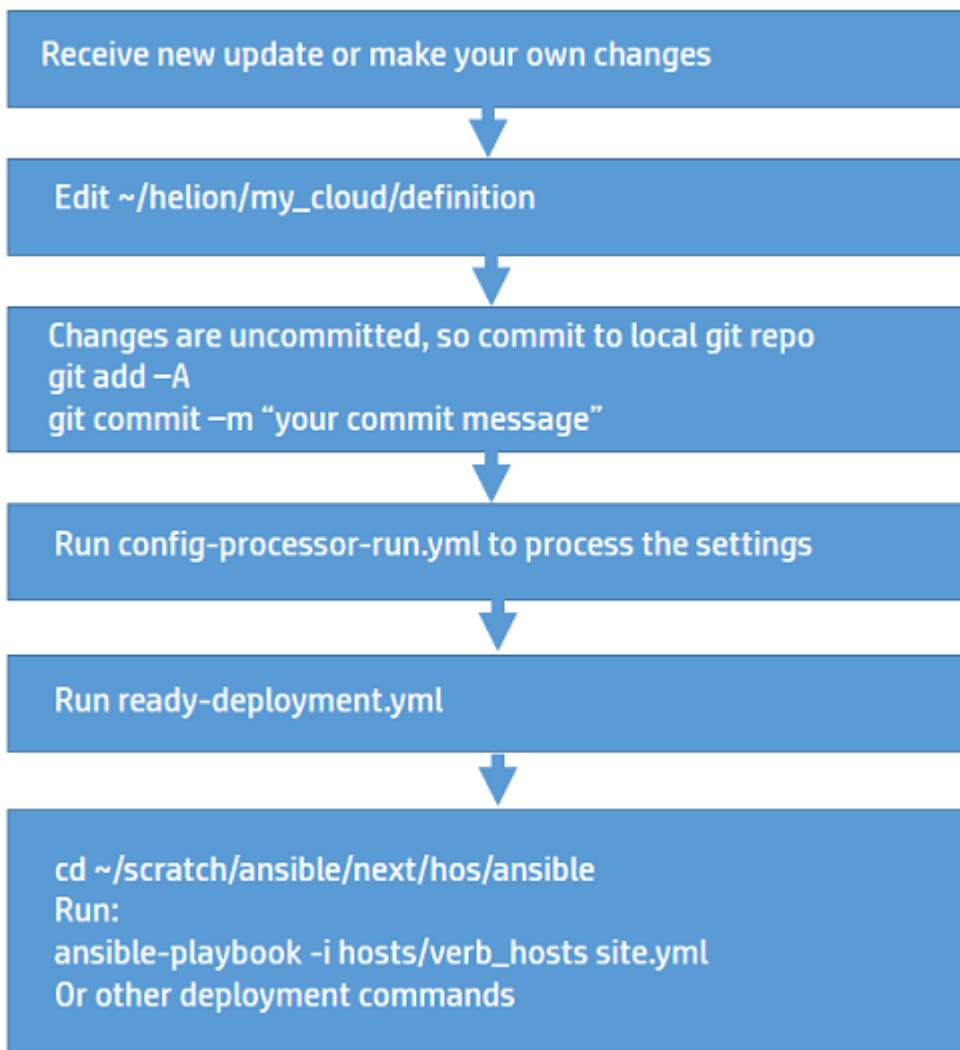 Receive new update or make your own changes
Edit ~/helion/my_cloud/definition
Changes are uncommitted, so commit to local git repo
git add –A
git commit –m “your commit message”
Run config-processor-run.yml to process the settings
Run ready-deployment.yml
cd ~/scratch/ansible/next/hos/ansible
Run:
ansible-playbook -i hosts/verb_hosts site.yml
Or other deployment commands